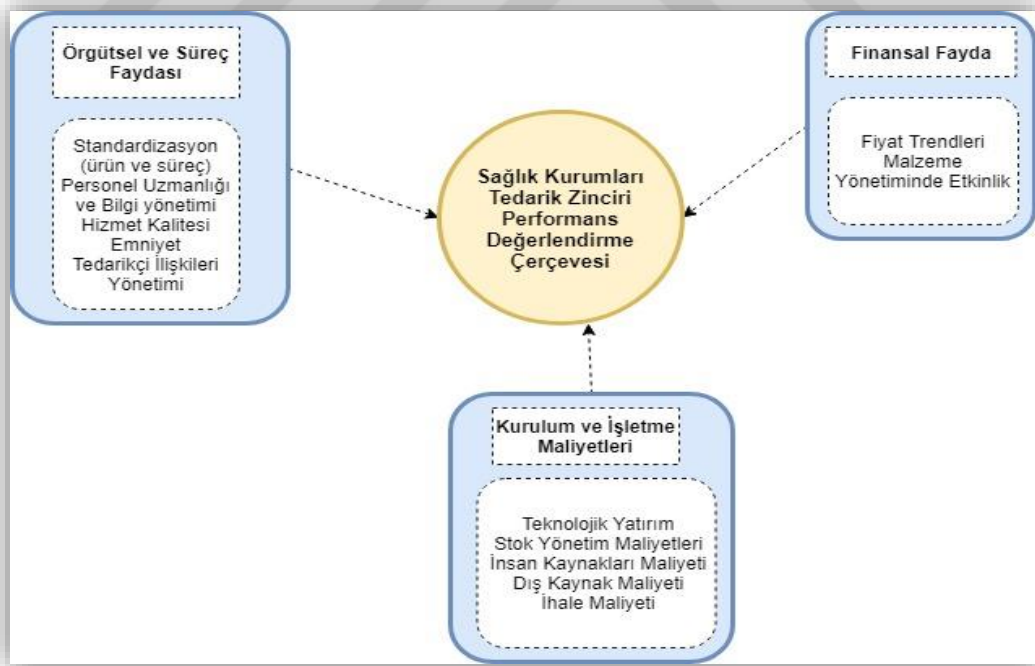 Örgütsel ve Süreç
Faydası
Standardizasyon
(ürün ve süreç)
Personel Uzmanlığı
ve Bilgi yönetimi
Hizmet Kalitesi
Emniyet
Tedarikçi İlişkileri
Yönetimi
Finansal Fayda
Fiyat Trendleri
Malzeme
Yönetiminde Etkinlik
Sağlık Kurumları
Tedarik Zinciri
Performans
Değerlendirme
Çerçevesi
Kurulum ve İşletme
Maliyetleri
Teknolojik Yatırım
Stok Yönetim Maliyetleri
İnsan Kaynakları Maliyeti
Dış Kaynak Maliyeti
İhale Maliyeti